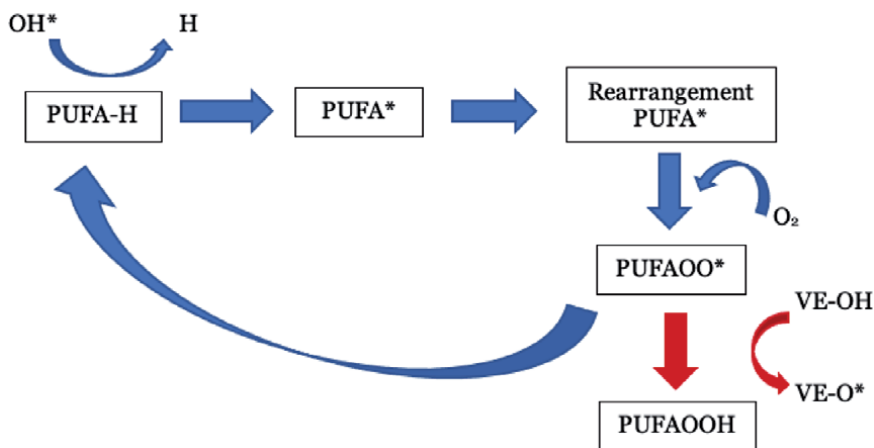 OH*
H
PUFA-H
PUFA*
Rearrangement
PUFA*
O₂
PUFAOO*
VE-OH
VE-O*
PUFAOOH